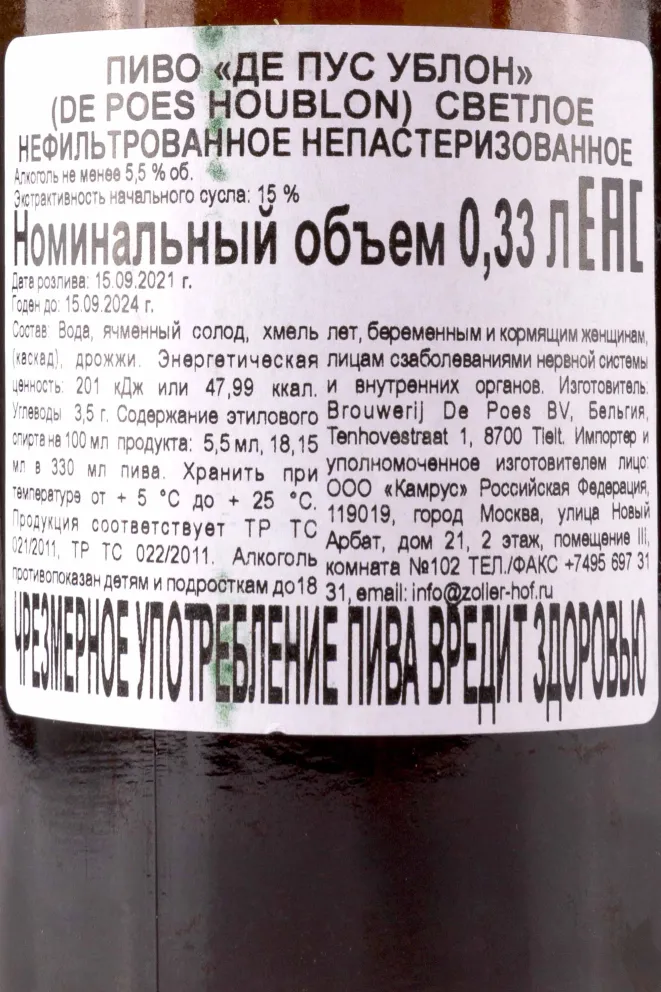 ПИВО «ДЕ ПУС УБЛОН»
(DE POES HOUBLON) СВЕТЛОЕ
НЕФИЛЬТРОВАННОЕ НЕПАСТЕРИЗОВАННОЕ
Алкоголь не менее 5,5 % об.
Экстрактивность начального сусла: 15 %
Номинальный объем 0,33 л ЕАС
Дата розлива: 15.09.2021 г.
Годен до: 15.09.2024 г.
Состав: Вода, ячменный солод, хмель
(каскад), дрожжи. Энергетическая
ценность: 201 кДж или 47,99 ккал.
Углеводы 3,5 г. Содержание этилового
спирта на 100 мл продукта: 5,5 мл, 18,15
мл в 330 мл пива. Хранить при
температуре от + 5 °С до + 25 °С.
Продукция соответствует ТР ТС
021/2011, ТР ТС 022/2011. Алкоголь
противопоказан детям и подросткам до18
лет, беременным и кормящим женщинам,
лицам сзаболеваниями нервной системы
и внутренних органов. Изготовитель:
Brouwerij De Poes BV, Бельгия,
Tenhovestraat 1, 8700 Tielt. Импортер и
уполномоченное изготовителем лицо:
ООО «Камрус» Российская Федерация,
119019, город Москва, улица Новый
Арбат, дом 21, 2 этаж, помещение III,
комната №102 ТЕЛ./ФАКС +7495 697 31
31, email: info@zoller-hof.ru
ЧРЕЗМЕРНОЕ УПОТРЕБЛЕНИЕ ПИВА ВРЕДИТ ЗДОРОВЬЮ